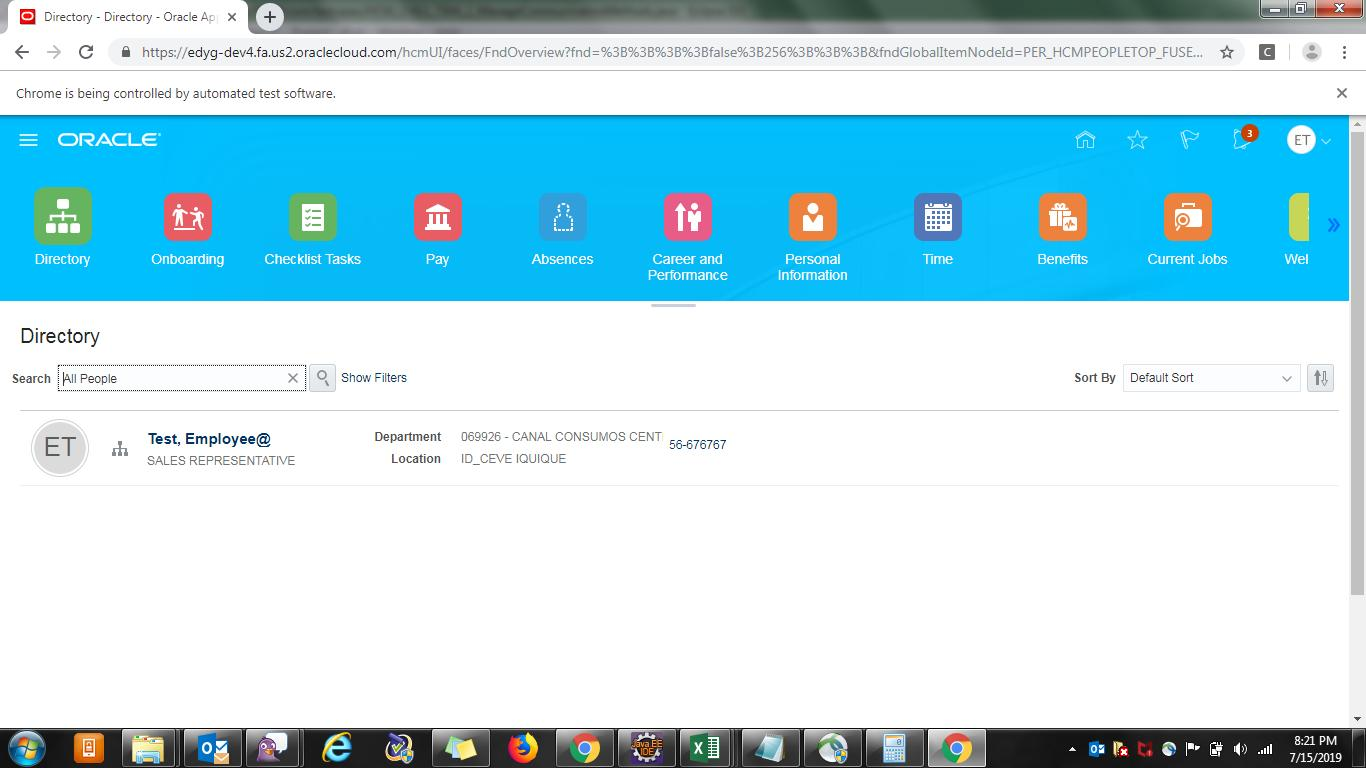 Directory - Directory - Oracle Ap
https://edyg-dev4.fa.us2.oraclecloud.com/hcmUI/faces/FndOverview?fnd=%3B%3B%3B%3Bfalse%3B256%3B%3B%3B&fndGlobalItemNodeId=PER_HCMPEOPLETOP_FUSE...
C
Chrome is being controlled by automated test software.
ORACLE
3
ET
Directory
Onboarding
Checklist Tasks
Pay
Absences
Career and
Performance
Personal
Information
Time
Benefits
Current Jobs
Wel
Directory
Search
All People
Show Filters
Sort By
Default Sort
ET
Test, Employee@
Department
069926 - CANAL CONSUMOS CENT
56-676767
SALES REPRESENTATIVE
Location
ID_CEVE IQUIQUE
Java EE
IDE
8:21 PM
7/15/2019